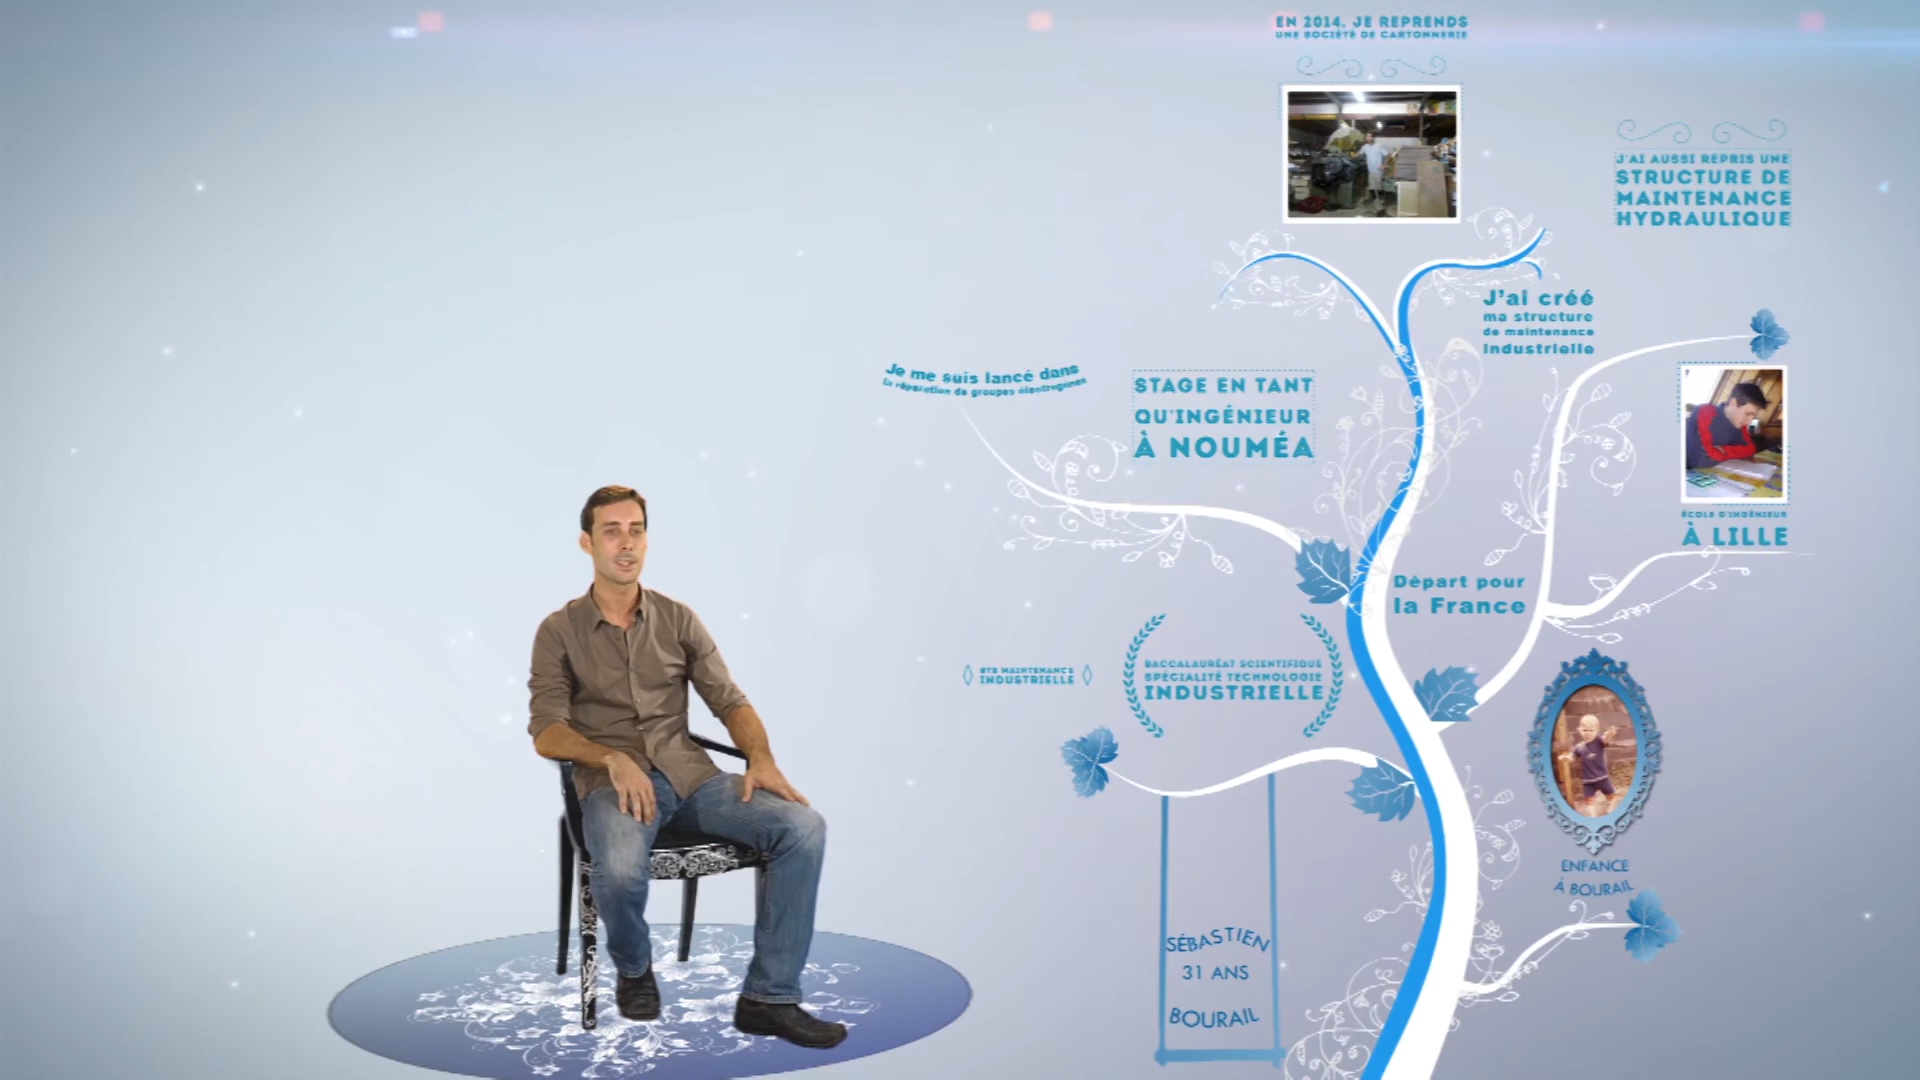 EN 2014, JE REPRENDS
UNE SOCIÉTÉ DE CARTONNERIE
J'AI AUSSI REPRIS UNE
STRUCTURE DE
MAINTENANCE
HYDRAULIQUE
J'ai créé
ma structure
de maintenance
industrielle
Je me suis lancé dans
la réparation de groupes électrogènes
STAGE EN TANT
QU'INGÉNIEUR
À NOUMÉA
ÉCOLE D'INGÉNIEUR
À LILLE
Départ pour
la France
BTS MAINTENANCE
INDUSTRIELLE
BACCALAURÉAT SCIENTIFIQUE
SPÉCIALITÉ TECHNOLOGIE
INDUSTRIELLE
ENFANCE
À BOURAIL
SÉBASTIEN
31 ANS
BOURAIL